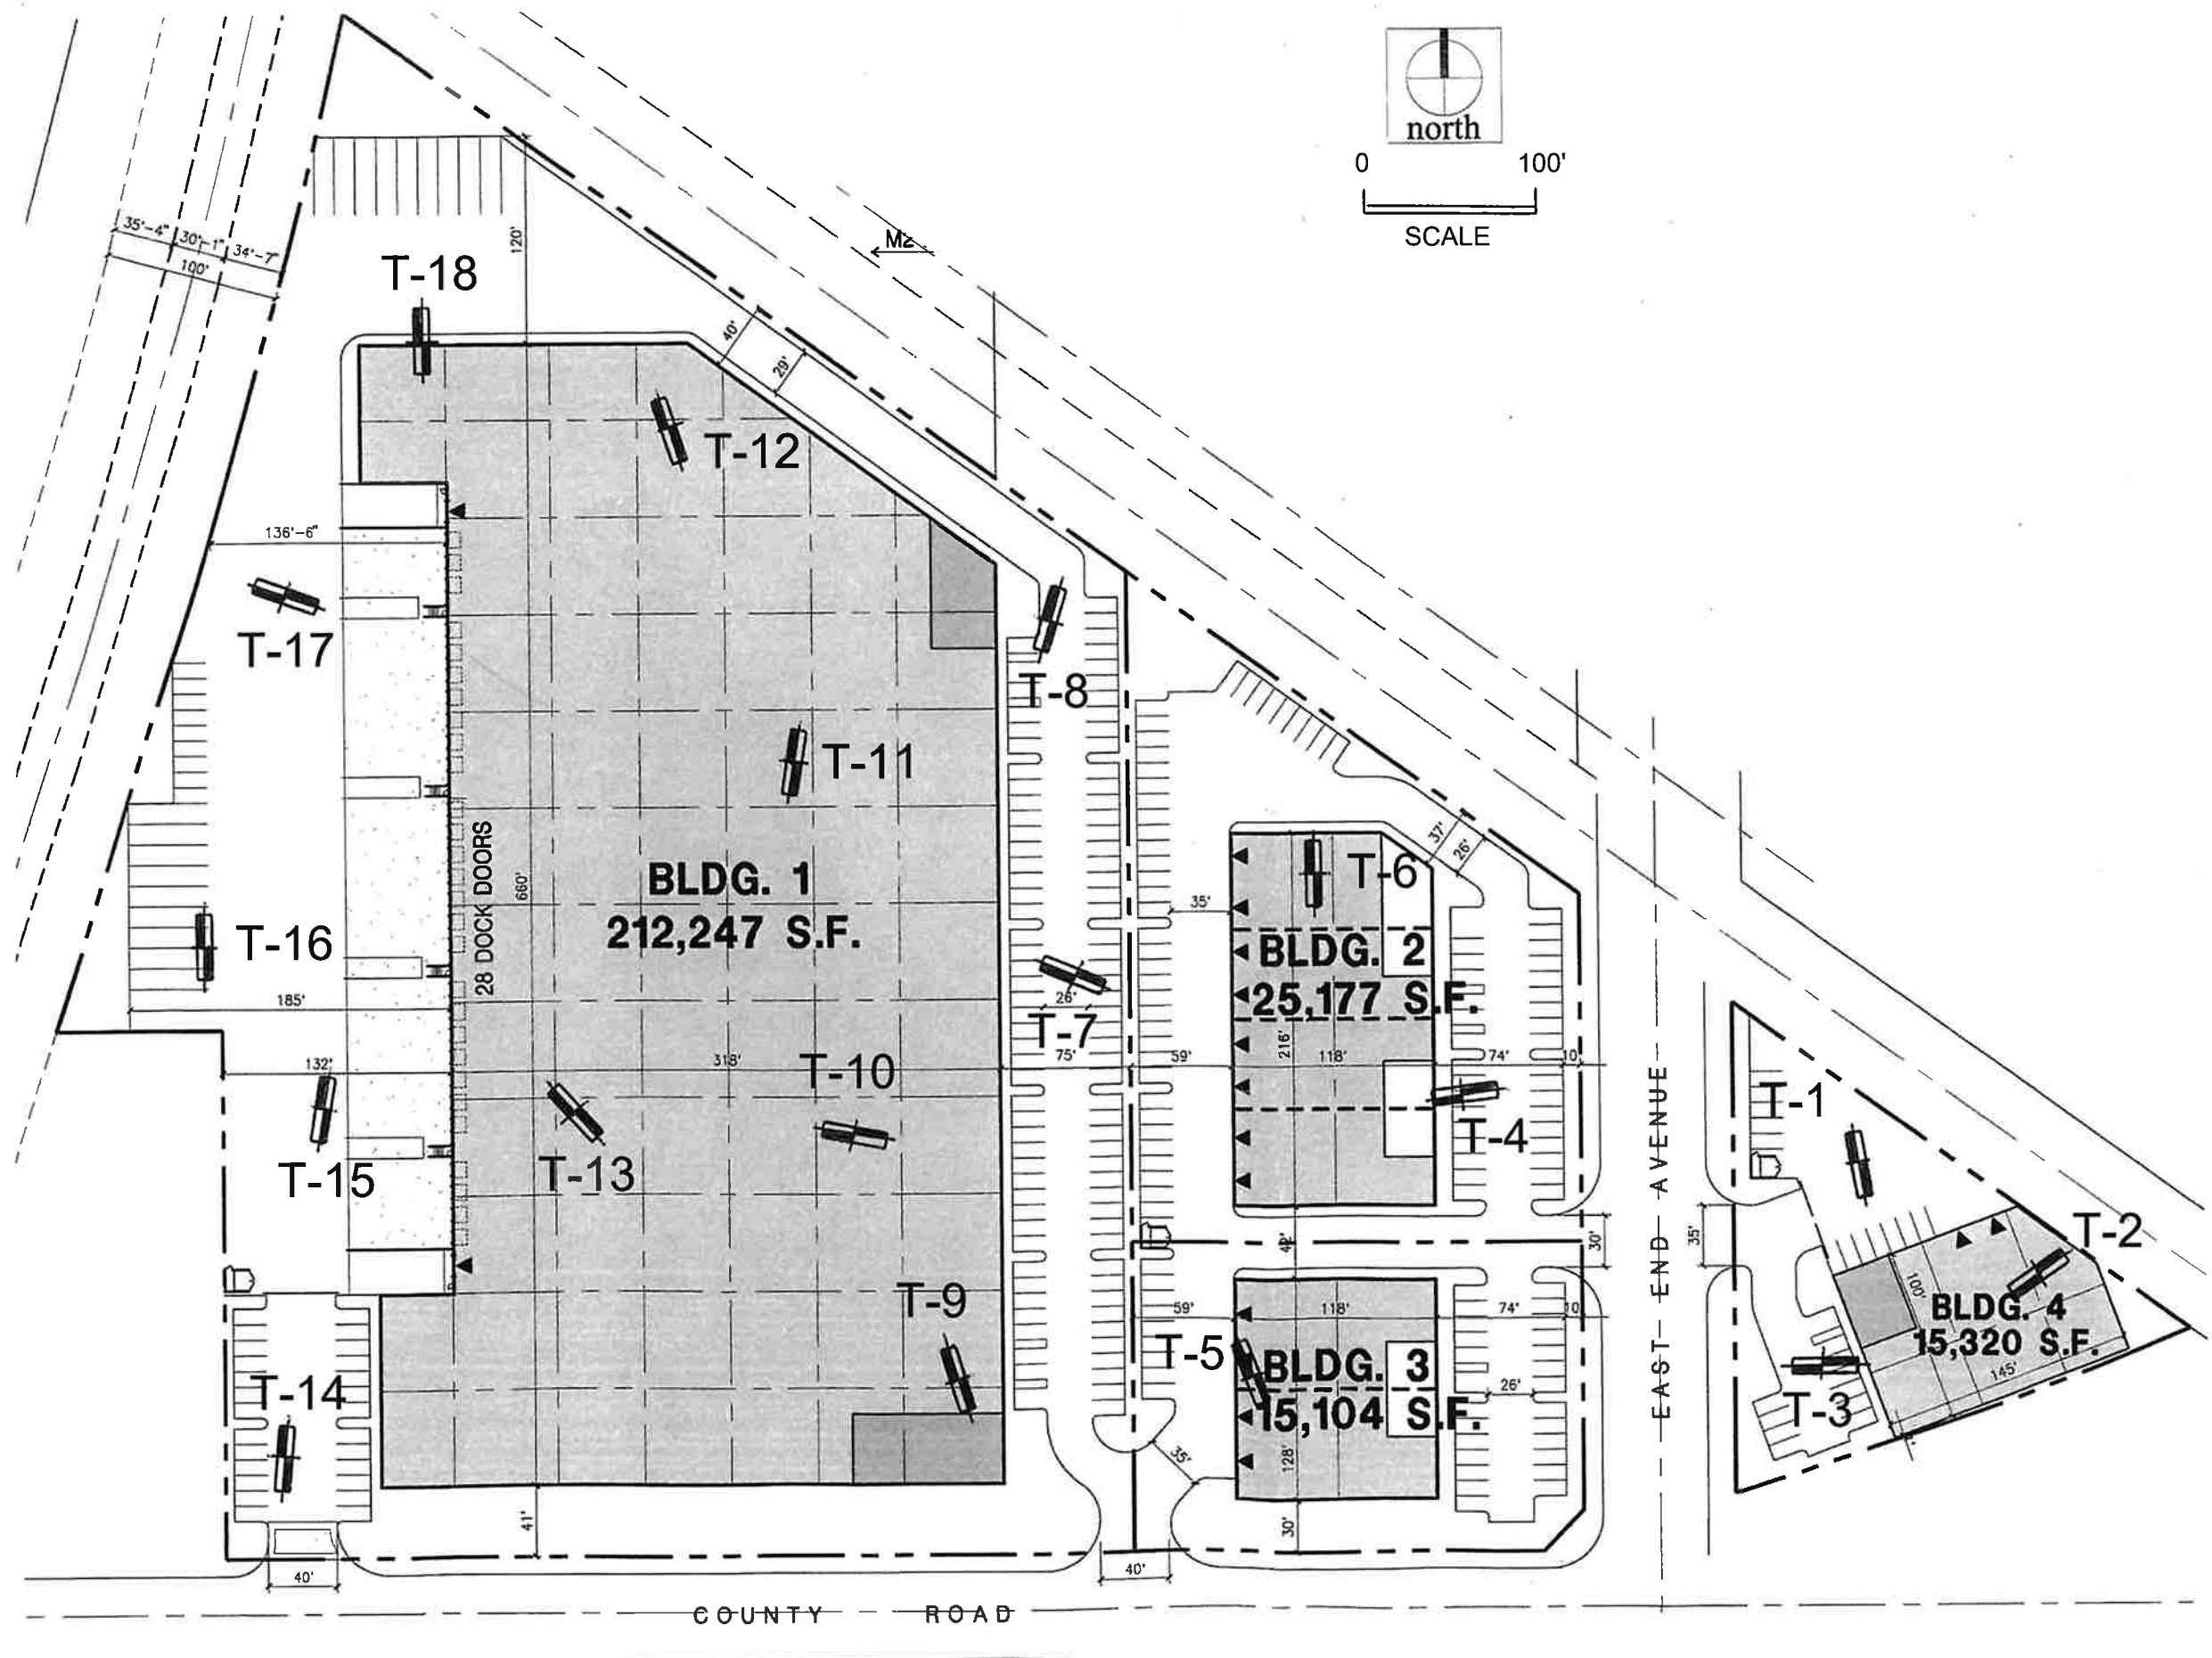 north
0 100'
SCALE
35'-4" 30'-1" 34'-7"
100'
M2
120'
T-18
40'
29'
T-12
136'-6"
T-17
T-8
T-11
28 DOCK DOORS
660'
BLDG. 1
212,247 S.F.
37'
26'
T-6
35'
T-16
BLDG. 2
25,177 S.F.
185'
26'
T-7
132'
318'
T-10
75'
59'
216'
118'
74'
10'
T-1
T-15
T-13
T-4
EAST END AVENUE
42'
30'
35'
T-2
T-9
59'
118'
74'
10'
100'
BLDG. 4
15,320 S.F.
145'
T-5
BLDG. 3
15,104 S.F.
26'
T-3
T-14
128'
35'
41'
30'
40'
40'
COUNTY ROAD